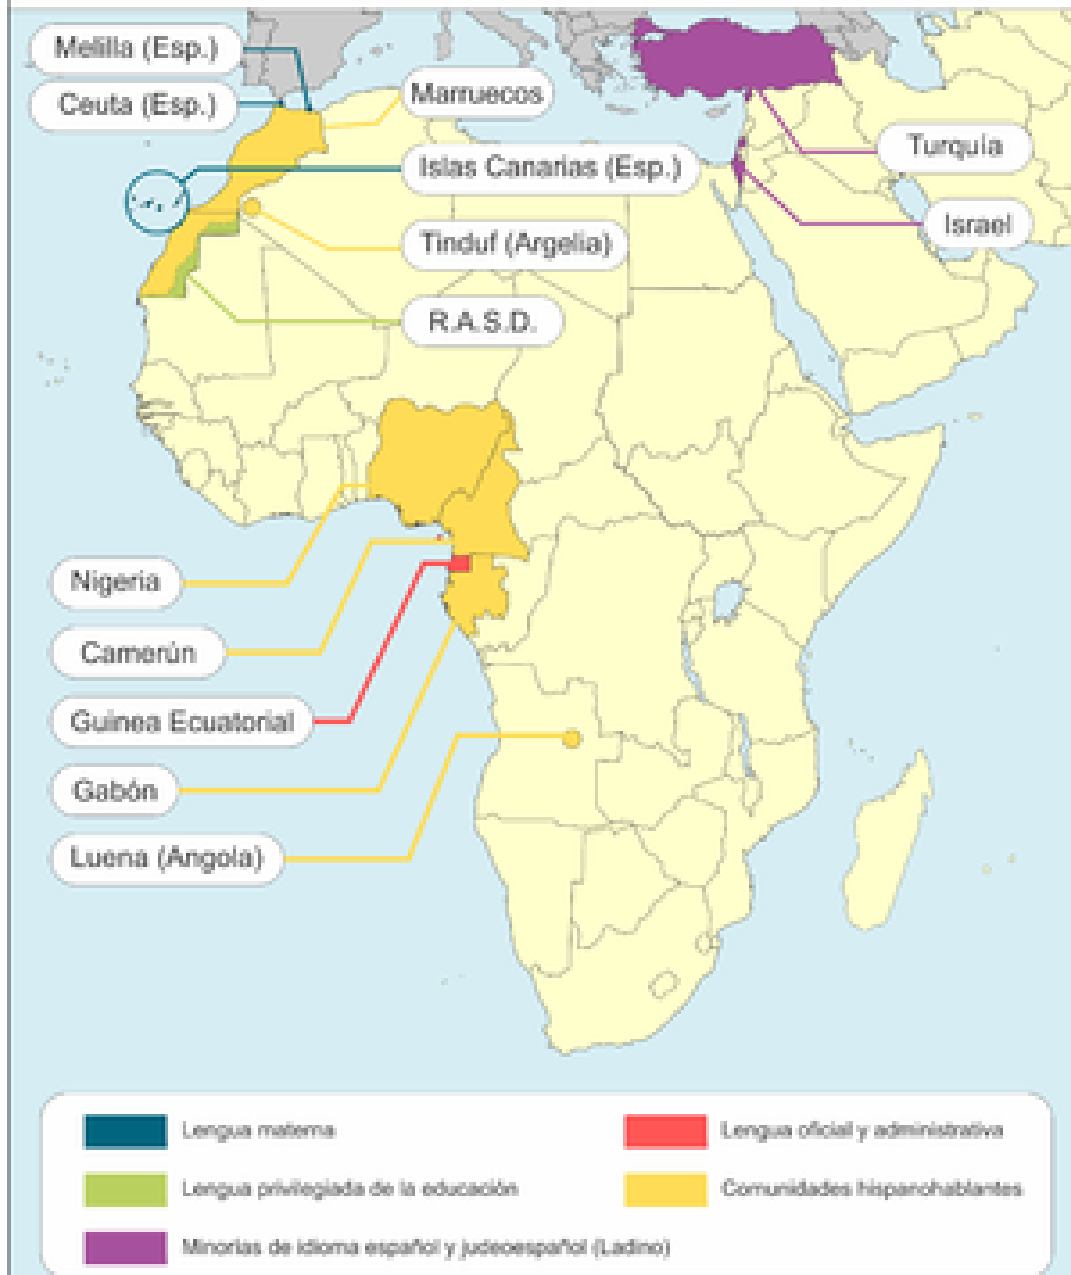 Melilla (Esp.)
Ceuta (Esp.)
Marruecos
Islas Canarias (Esp.)
Turquía
Israel
Tinduf (Argelia)
R.A.S.D.
Nigeria
Camerún
Guinea Ecuatorial
Gabón
Luena (Angola)
Lengua materna
Lengua oficial y administrativa
Lengua privilegiada de la educación
Comunidades hispanohablantes
Minorías de idioma español y judeoespañol (Ladino)